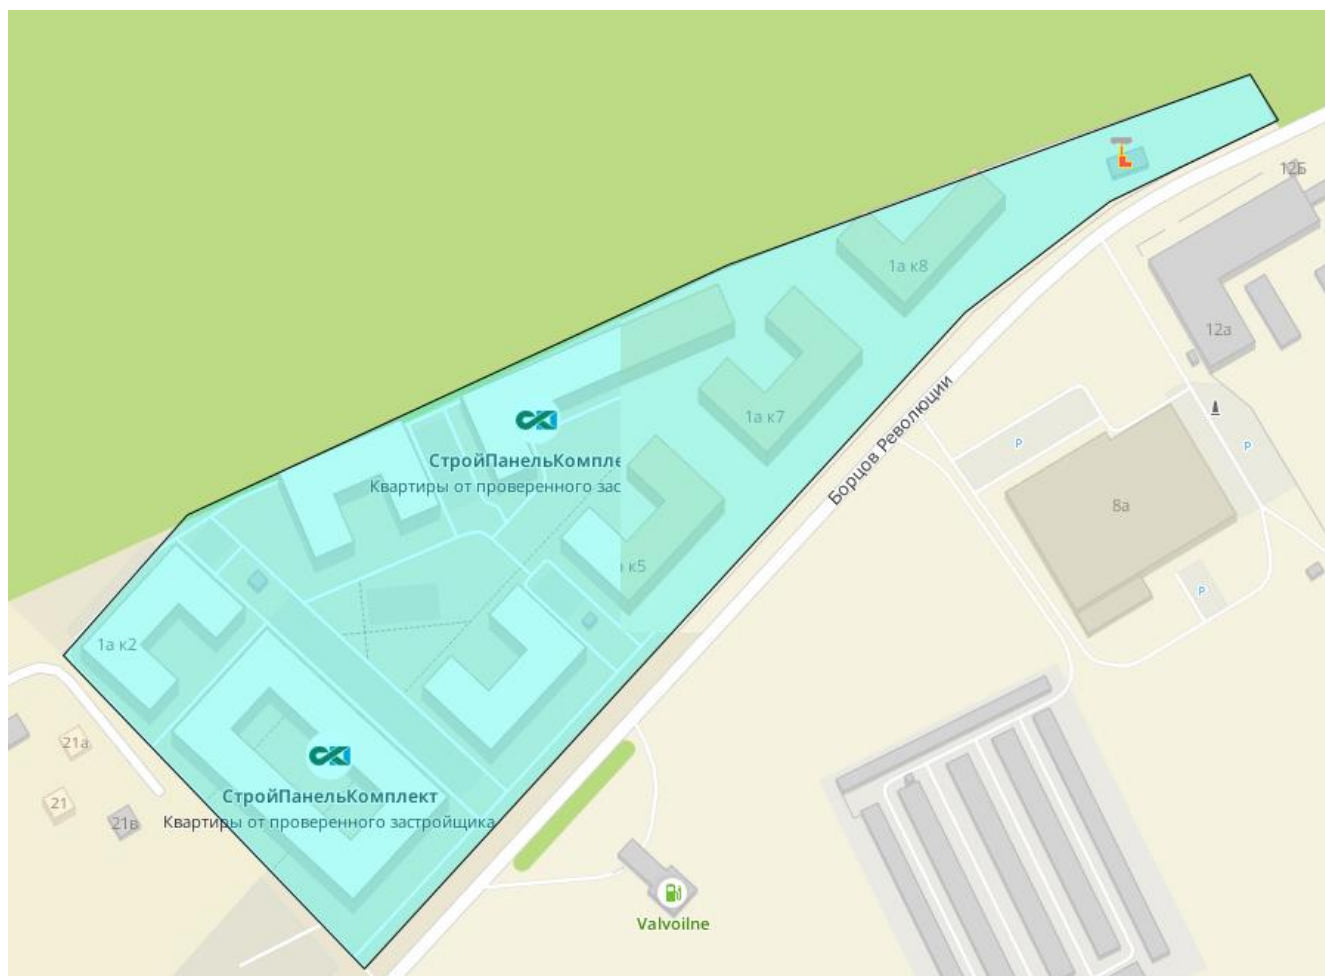 12Б
1а к8
12а
1а к7
Борцов Революции
P
P
СтройПанельКомпле
Квартиры от проверенного зас
8а
к5
P
1а к2
21а
СтройПанельКомплект
21
21в
Квартиры от проверенного застройщика
Valvoilne